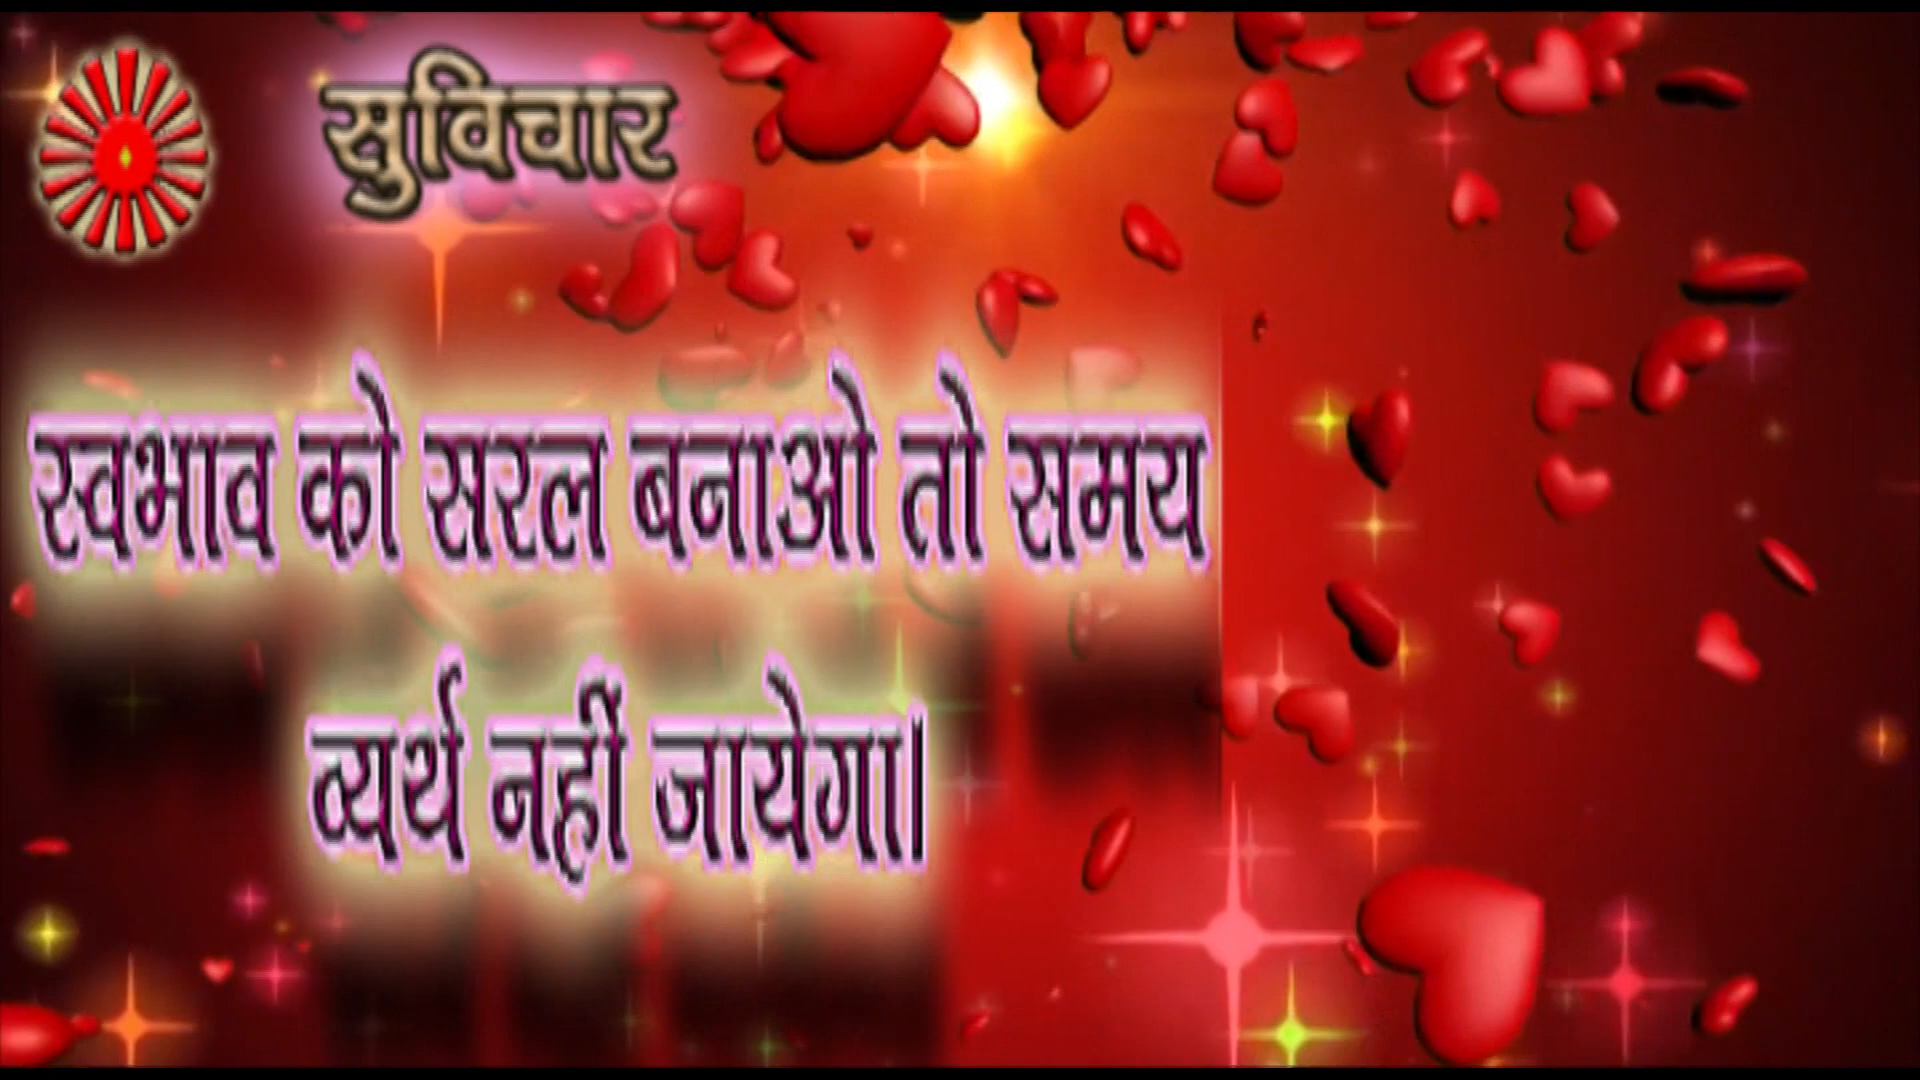 सुविचार
स्वभाव को सरल बनाओ तो समय
व्यर्थ नहीं जायेगा।